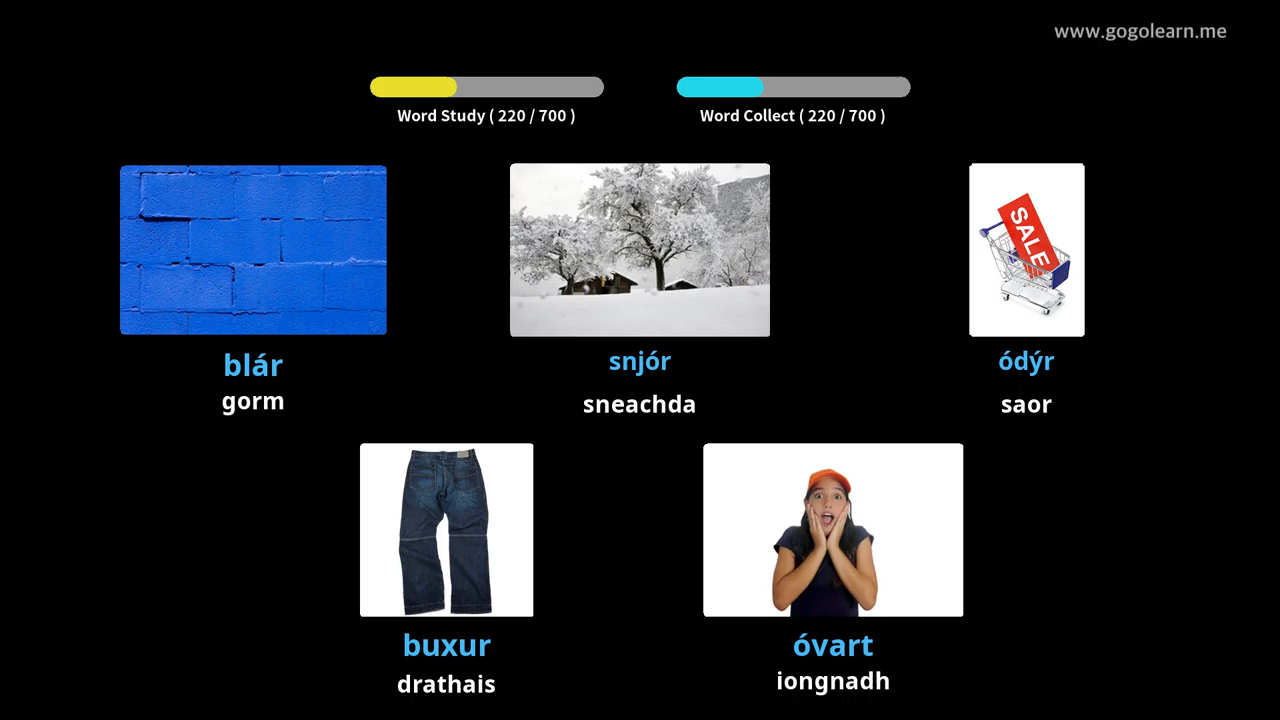 www.gogolearn.me
Word Study ( 220 / 700 )
Word Collect ( 220 / 700 )
SALE
blár
gorm
snjór
sneachda
ódýr
saor
buxur
drathais
óvart
iongnadh